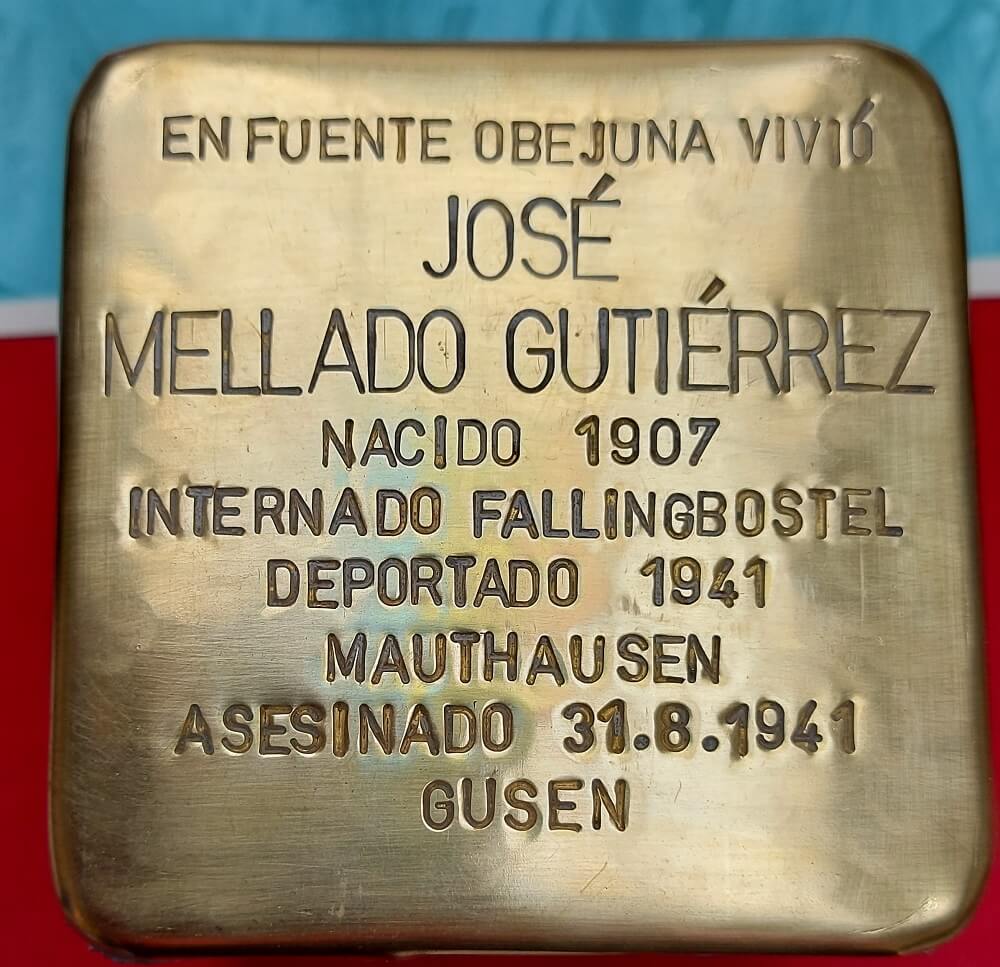 EN FUENTE OBEJUNA VIVIÓ
JOSÉ
MELLADO GUTIÉRREZ
NACIDO 1907
INTERNADO FALLINGBOSTEL
DEPORTADO 1941
MAUTHAUSEN
ASESINADO 31.8.1941
GUSEN